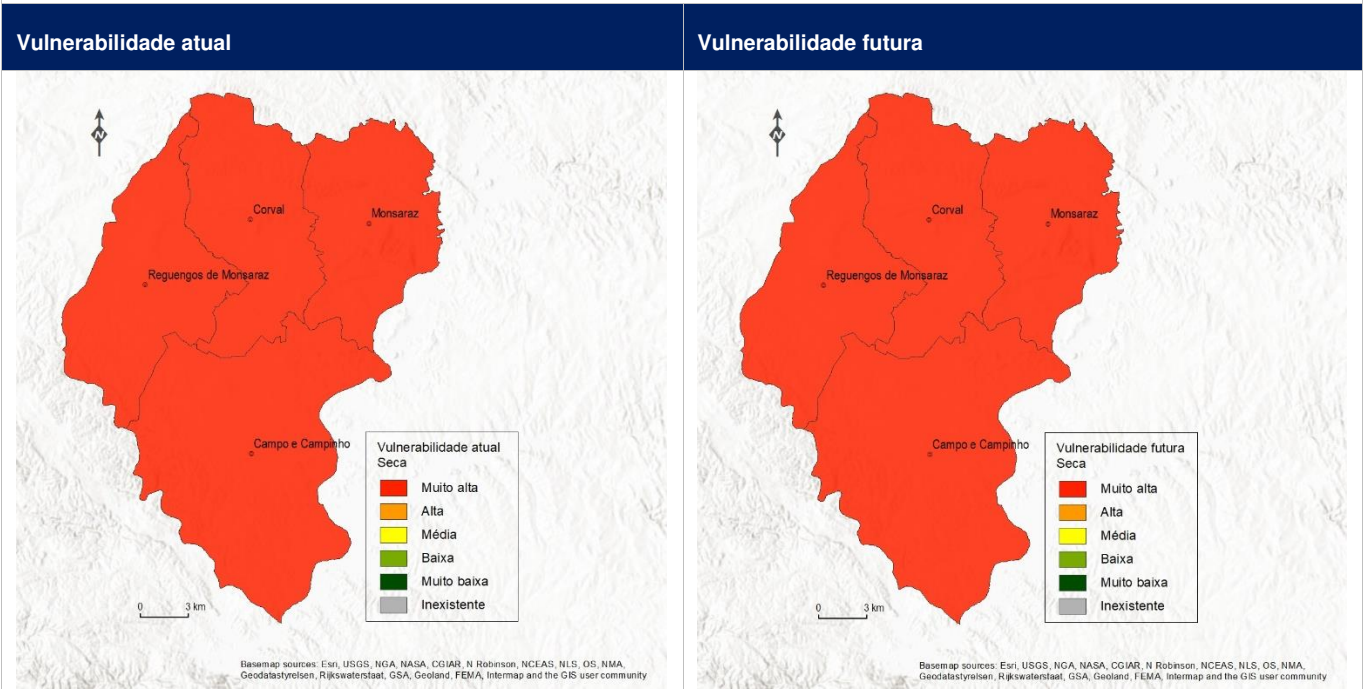 Vulnerabilidade atual
N
Corval
Monsaraz
Reguengos de Monsaraz
Campo e Campinho
Vulnerabilidade atual
Seca
Muito alta
Alta
Média
Baixa
Muito baixa
Inexistente
0 3 km
Basemap sources: Esri, USGS, NGA, NASA, CGIAR, N Robinson, NCEAS, NLS, OS, NMA,
Geodatastyrelsen, Rijkswaterstaat, GSA, Geoland, FEMA, Intermap and the GIS user community
Vulnerabilidade futura
N
Corval
Monsaraz
Reguengos de Monsaraz
Campo e Campinho
Vulnerabilidade futura
Seca
Muito alta
Alta
Média
Baixa
Muito baixa
Inexistente
0 3 km
Basemap sources: Esri, USGS, NGA, NASA, CGIAR, N Robinson, NCEAS, NLS, OS, NMA,
Geodatastyrelsen, Rijkswaterstaat, GSA, Geoland, FEMA, Intermap and the GIS user community